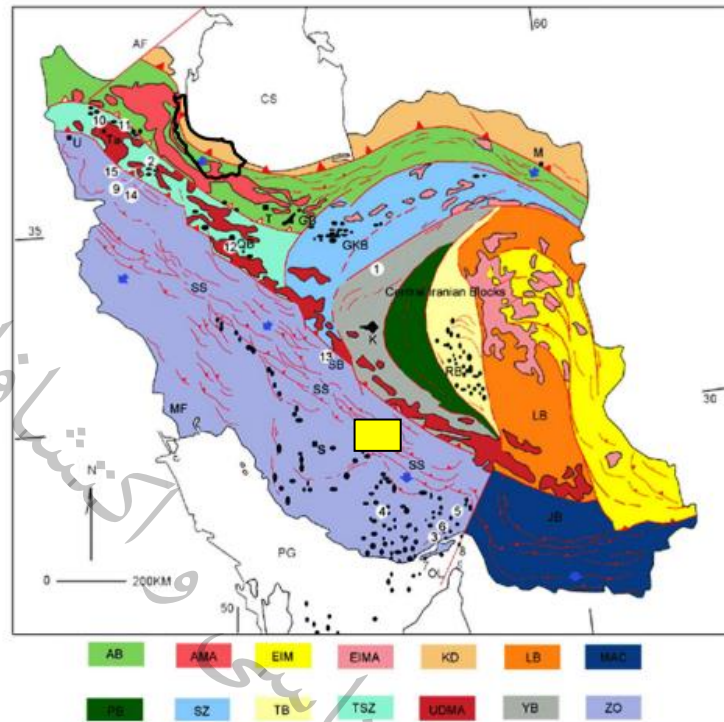 60
AF
CS
10
11
U
Ta
M
2
15
9
14
T
GB
35
12
QB
GKB
1
Central Iranian Blocks
SS
K
13
SB
RB
SS
30
MF
LB
S
SS
N
4
5
6
3
JB
PG
8
0 200KM
50
AB AMA EIM EIMA KD LB MAC
PB SZ TB TSZ UDMA YB ZO